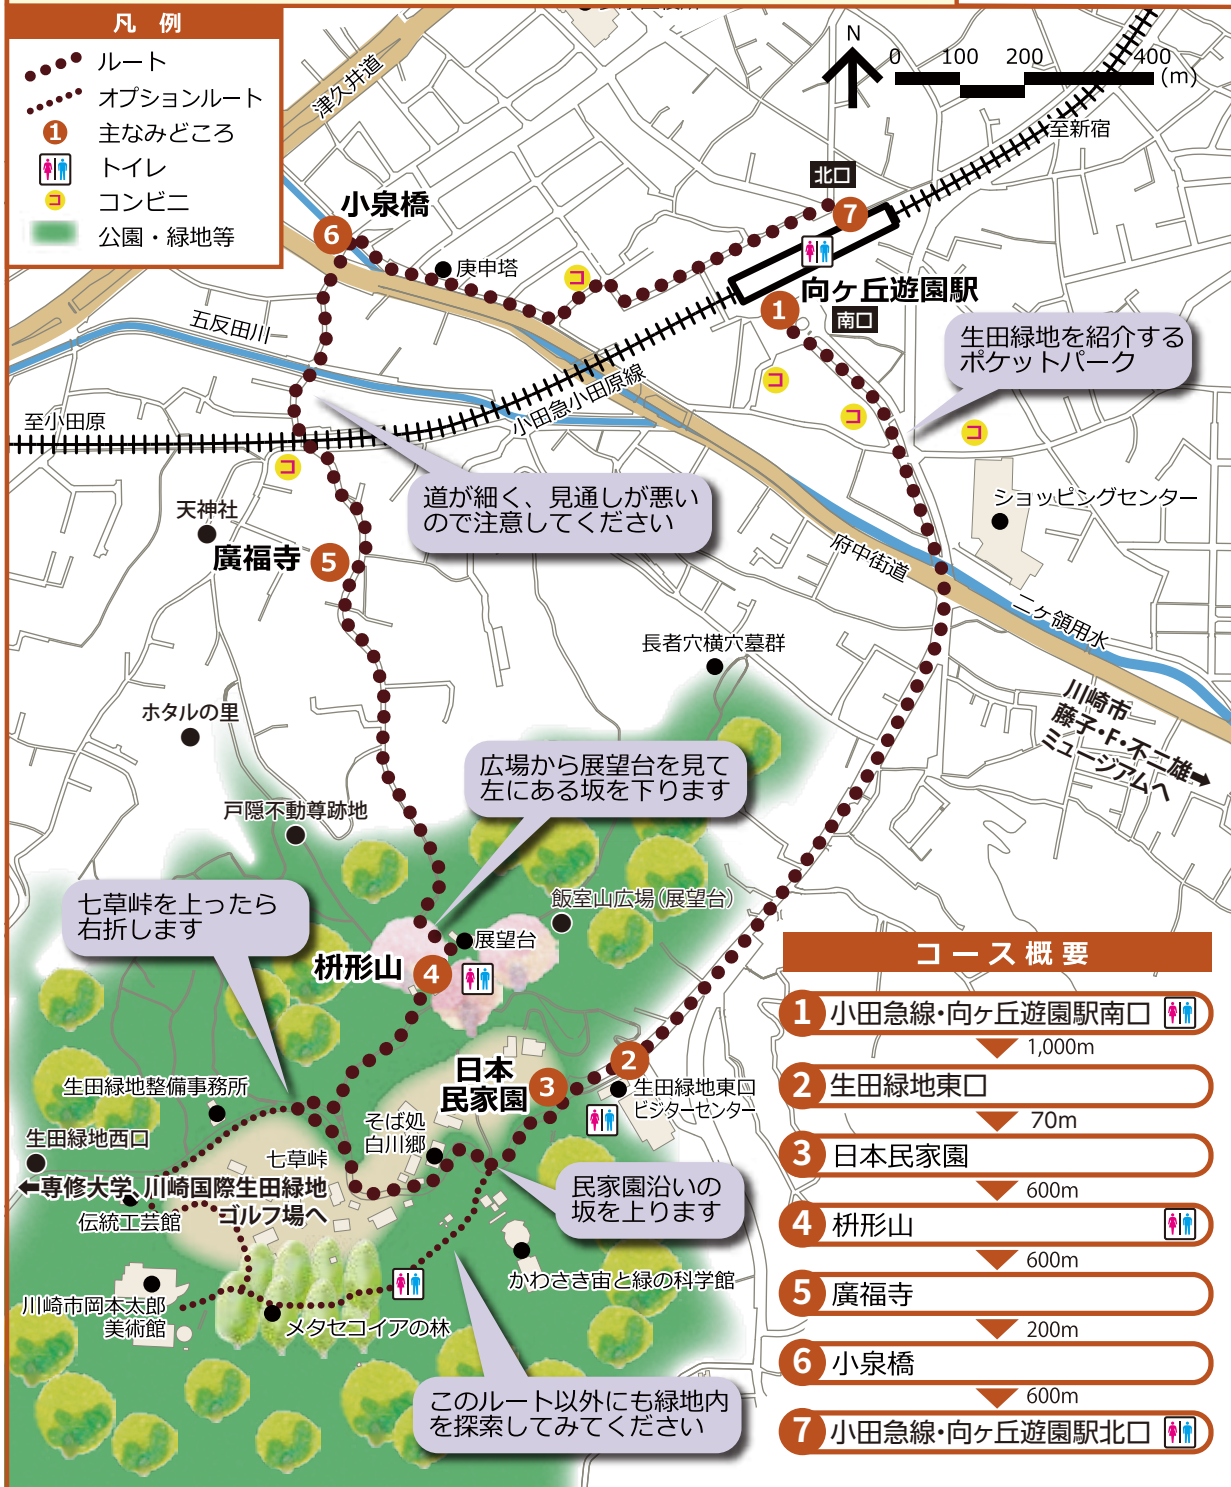 凡 例
ルート
オプションルート
1 主なみどころ
トイレ
コ コンビニ
公園・緑地等
津久井道
N
0 100 200 400
(m)
至新宿
北口
7
小泉橋
6
庚申塔
コ
向ヶ丘遊園駅
1
南口
五反田川
生田緑地を紹介する
ポケットパーク
コ
コ
コ
小田急小田原線
至小田原
コ
道が細く、見通しが悪い
ので注意してください
ショッピングセンター
天神社
廣福寺 5
府中街道
二ヶ領用水
長者穴横穴墓群
川崎市
藤子・F・不二雄
ミュージアムへ
ホタルの里
広場から展望台を見て
左にある坂を下ります
戸隠不動尊跡地
七草峠を上ったら
右折します
飯室山広場(展望台)
展望台
枡形山 4
2
日本
民家園
3
生田緑地東口
ビジターセンター
生田緑地整備事務所
そば処
白川郷
生田緑地西口
七草峠
専修大学、川崎国際生田緑地
ゴルフ場へ
伝統工芸館
民家園沿いの
坂を上ります
かわさき宙と緑の科学館
川崎市岡本太郎
美術館
メタセコイアの林
このルート以外にも緑地内
を探索してみてください
コース概要
1 小田急線・向ヶ丘遊園駅南口
1,000m
2 生田緑地東口
70m
3 日本民家園
600m
4 枡形山
600m
5 廣福寺
200m
6 小泉橋
600m
7 小田急線・向ヶ丘遊園駅北口